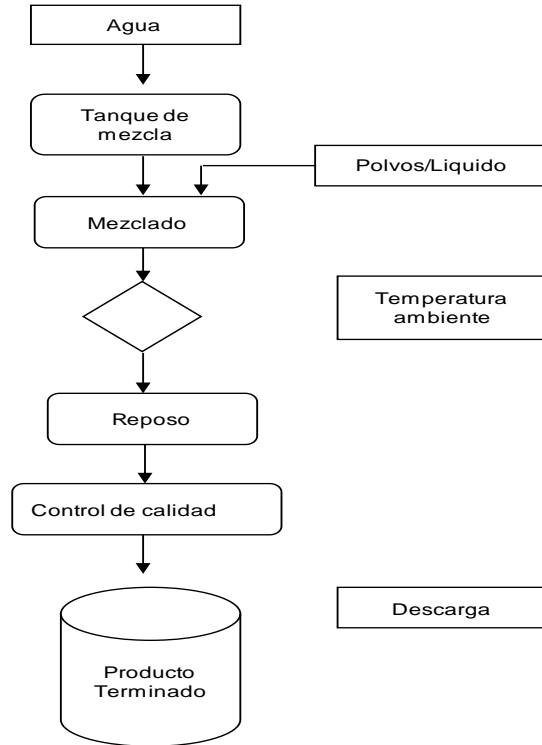 Agua
Tanque de
mezcla
Polvos/Liquido
Mezclado
Temperatura
ambiente
Reposo
Control de calidad
Descarga
Producto
Terminado